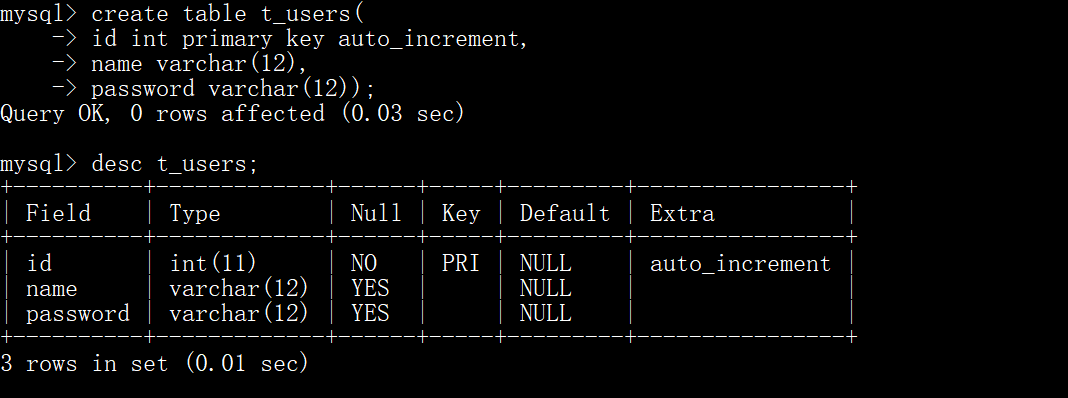 mysql> create table t_users(
    -> id int primary key auto_increment,
    -> name varchar(12),
    -> password varchar(12));
Query OK, 0 rows affected (0.03 sec)

mysql> desc t_users;
+----------+-------------+------+-----+---------+----------------+
| Field    | Type        | Null | Key | Default | Extra          |
+----------+-------------+------+-----+---------+----------------+
| id       | int(11)     | NO   | PRI | NULL    | auto_increment |
| name     | varchar(12) | YES  |     | NULL    |                |
| password | varchar(12) | YES  |     | NULL    |                |
+----------+-------------+------+-----+---------+----------------+
3 rows in set (0.01 sec)